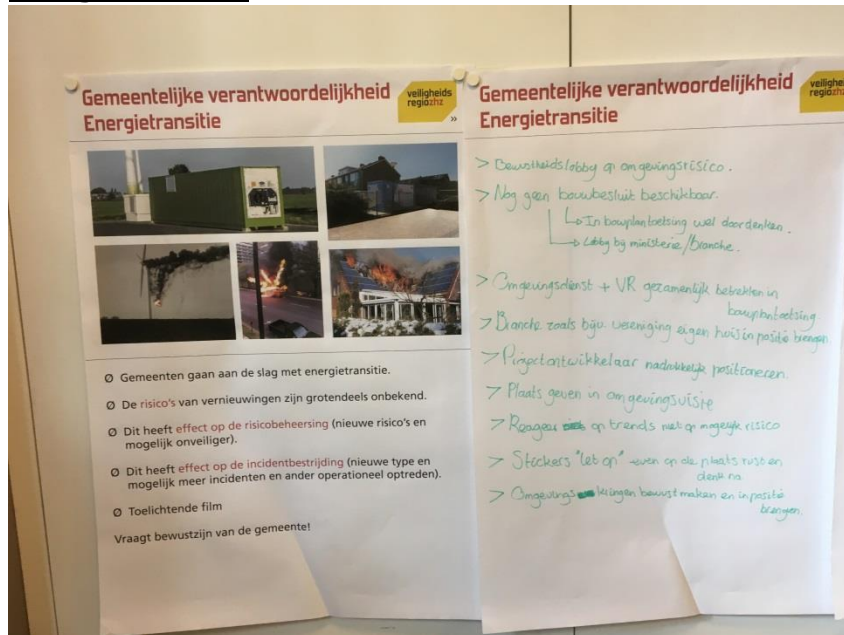 Gemeentelijke verantwoordelijkheid
Energietransitie
veiligheids
regiozhz
»
Ø Gemeenten gaan aan de slag met energietransitie.
Ø De risico's van vernieuwingen zijn grotendeels onbekend.
Ø Dit heeft effect op de risicobeheersing (nieuwe risico's en
mogelijk onveiliger).
Ø Dit heeft effect op de incidentbestrijding (nieuwe type en
mogelijk meer incidenten en ander operationeel optreden).
Ø Toelichtende film
Vraagt bewustzijn van de gemeente!
Gemeentelijke verantwoordelijkheid
Energietransitie
veilighe
regiozhz
> Bewustheidslobby op omgevingsrisico.
> Nog geen bouwbesluit beschikbaar.
In bouwplantoetsing wel doordenken.
Lobby bij ministerie/branche.
> Omgevingsdienst + VR gezamenlijk betrekken in
bouwplantoetsing
> Branche zoals bijv. vereniging eigen huis in positie brengen
> Projectontwikkelaar nadrukkelijk positioneren.
> Plaats geven in omgevingsvisie
> Reageer op trends met op mogelijk risico
> Stickers "let op" even op de plaats rust en
denk na
> Omgevings kringen bewust maken en in positie
brengen.